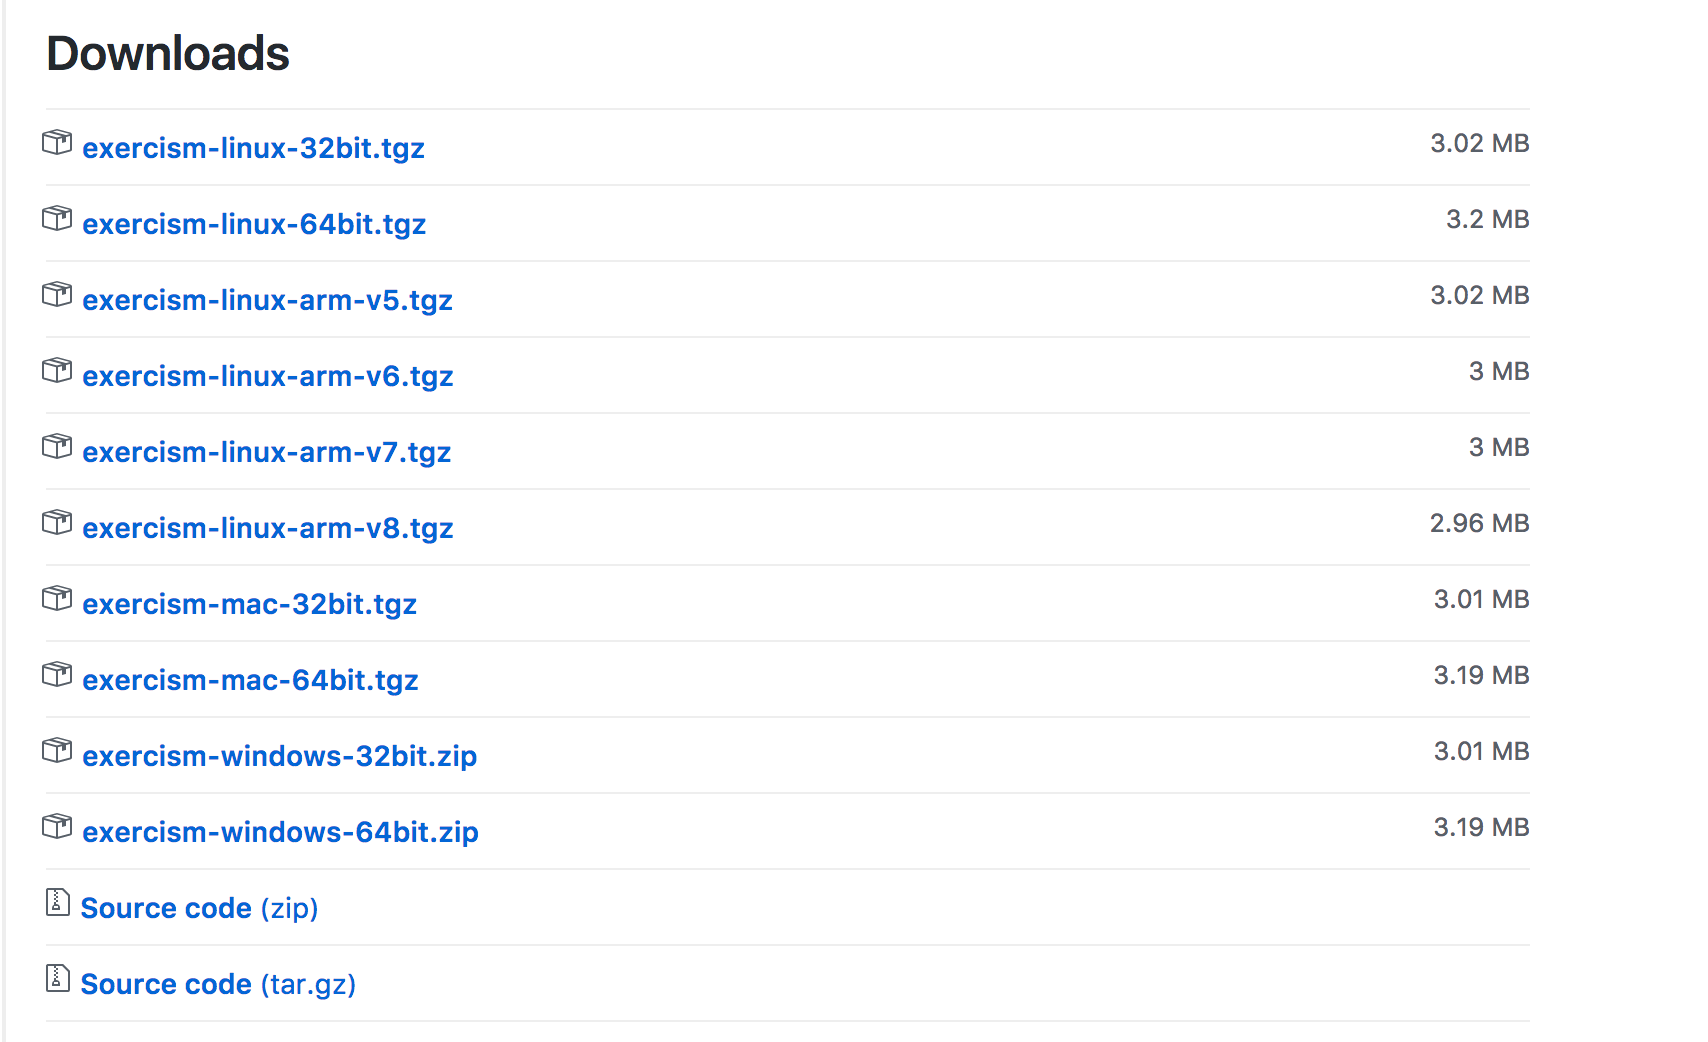 Downloads
exercism-linux-32bit.tgz 3.02 MB
exercism-linux-64bit.tgz 3.2 MB
exercism-linux-arm-v5.tgz 3.02 MB
exercism-linux-arm-v6.tgz 3 MB
exercism-linux-arm-v7.tgz 3 MB
exercism-linux-arm-v8.tgz 2.96 MB
exercism-mac-32bit.tgz 3.01 MB
exercism-mac-64bit.tgz 3.19 MB
exercism-windows-32bit.zip 3.01 MB
exercism-windows-64bit.zip 3.19 MB
Source code (zip)
Source code (tar.gz)